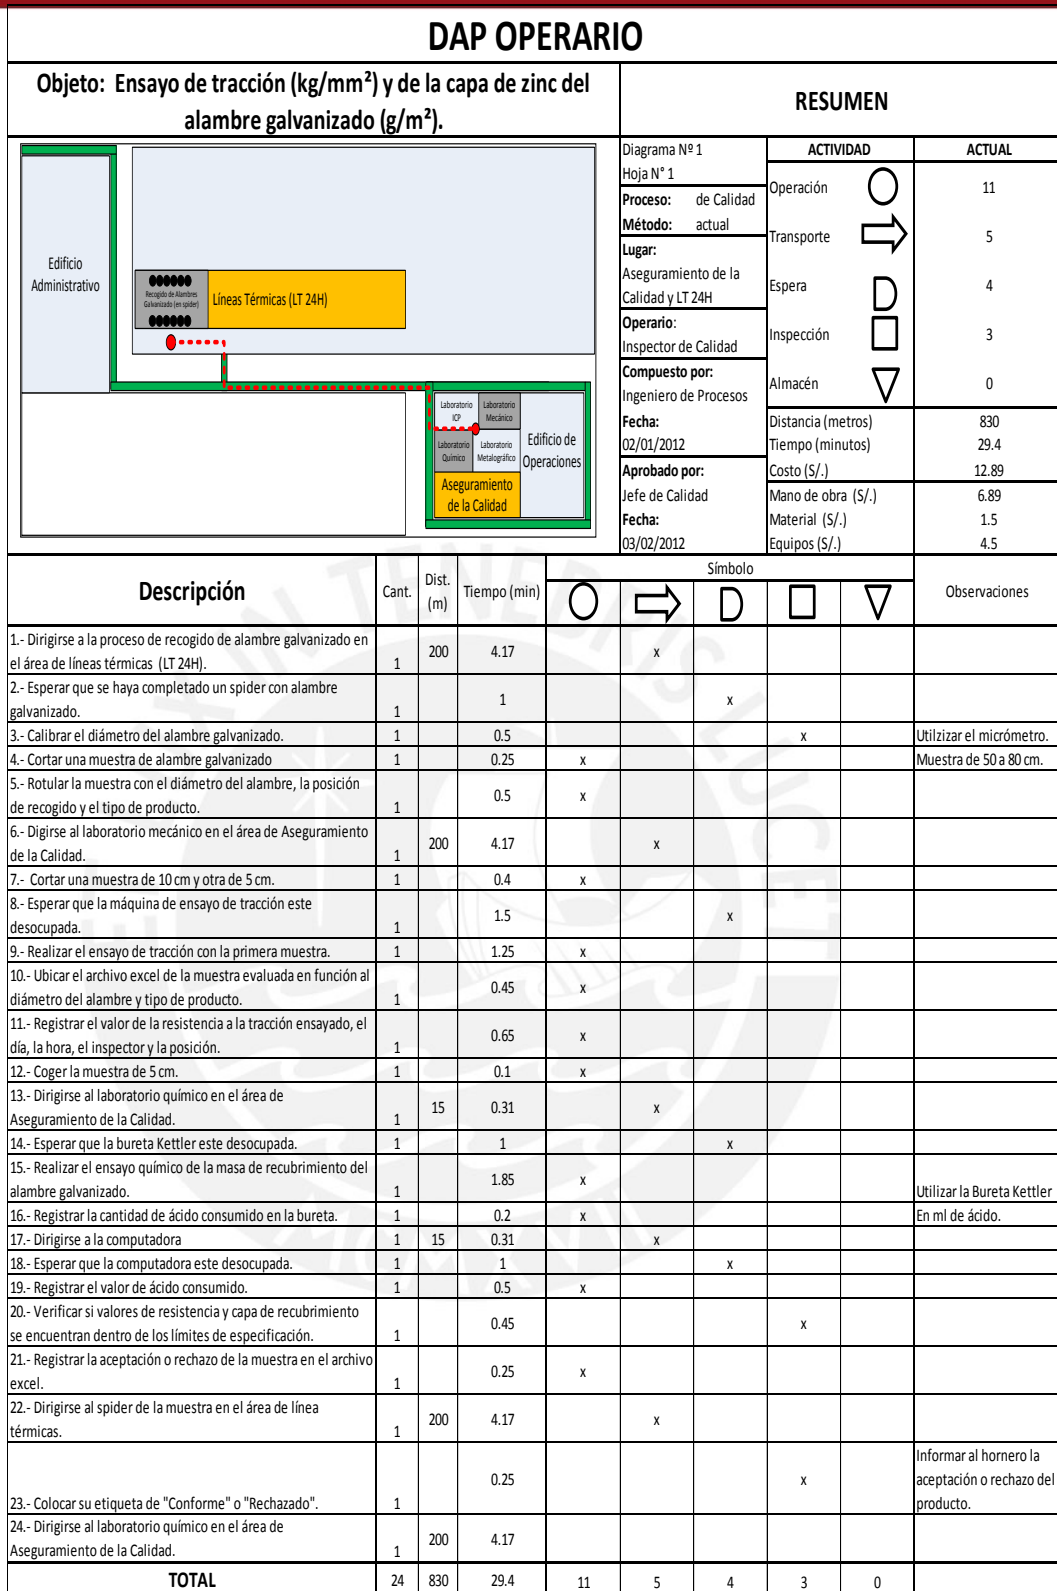 DAP OPERARIO
Objeto: Ensayo de tracción (kg/mm²) y de la capa de zinc del
alambre galvanizado (g/m²).
RESUMEN
Edificio
Administrativo
Recogido de Alambres
Galvanizado (en spider)
Líneas Térmicas (LT 24H)
Laboratorio
ICP
Laboratorio
Mecánico
Laboratorio
Químico
Laboratorio
Metalográfico
Edificio de
Operaciones
Aseguramiento
de la Calidad
Diagrama Nº 1
Hoja N° 1
Proceso: de Calidad
Método: actual
Lugar:
Aseguramiento de la
Calidad y LT 24H
Operario:
Inspector de Calidad
Compuesto por:
Ingeniero de Procesos
Fecha:
02/01/2012
Aprobado por:
Jefe de Calidad
Fecha:
03/02/2012
ACTIVIDAD ACTUAL
Operación 11
Transporte 5
Espera 4
Inspección 3
Almacén 0
Distancia (metros) 830
Tiempo (minutos) 29.4
Costo (S/.) 12.89
Mano de obra (S/.) 6.89
Material (S/.) 1.5
Equipos (S/.) 4.5
Descripción Cant. Dist. (m) Tiempo (min) Símbolo Observaciones
1.- Dirigirse a la proceso de recogido de alambre galvanizado en
el área de líneas térmicas (LT 24H). 1 200 4.17 x
2.- Esperar que se haya completado un spider con alambre
galvanizado. 1 1 x
3.- Calibrar el diámetro del alambre galvanizado. 1 0.5 x Utilzizar el micrómetro.
4.- Cortar una muestra de alambre galvanizado 1 0.25 x Muestra de 50 a 80 cm.
5.- Rotular la muestra con el diámetro del alambre, la posición
de recogido y el tipo de producto. 1 0.5 x
6.- Digirse al laboratorio mecánico en el área de Aseguramiento
de la Calidad. 1 200 4.17 x
7.- Cortar una muestra de 10 cm y otra de 5 cm. 1 0.4 x
8.- Esperar que la máquina de ensayo de tracción este
desocupada. 1 1.5 x
9.- Realizar el ensayo de tracción con la primera muestra. 1 1.25 x
10.- Ubicar el archivo excel de la muestra evaluada en función al
diámetro del alambre y tipo de producto. 1 0.45 x
11.- Registrar el valor de la resistencia a la tracción ensayado, el
día, la hora, el inspector y la posición. 1 0.65 x
12.- Coger la muestra de 5 cm. 1 0.1 x
13.- Dirigirse al laboratorio químico en el área de
Aseguramiento de la Calidad. 1 15 0.31 x
14.- Esperar que la bureta Kettler este desocupada. 1 1 x
15.- Realizar el ensayo químico de la masa de recubrimiento del
alambre galvanizado. 1 1.85 x Utilizar la Bureta Kettler
16.- Registrar la cantidad de ácido consumido en la bureta. 1 0.2 x En ml de ácido.
17.- Dirigirse a la computadora 1 15 0.31 x
18.- Esperar que la computadora este desocupada. 1 1 x
19.- Registrar el valor de ácido consumido. 1 0.5 x
20.- Verificar si valores de resistencia y capa de recubrimiento
se encuentran dentro de los límites de especificación. 1 0.45 x
21.- Registrar la aceptación o rechazo de la muestra en el archivo
excel. 1 0.25 x
22.- Dirigirse al spider de la muestra en el área de línea
térmicas. 1 200 4.17 x
23.- Colocar su etiqueta de "Conforme" o "Rechazado". 1 0.25 x Informar al hornero la
aceptación o rechazo del
producto.
24.- Dirigirse al laboratorio químico en el área de
Aseguramiento de la Calidad. 1 200 4.17
TOTAL 24 830 29.4 11 5 4 3 0
ET LUX IN TENEBRIS LUCET
MCMXVII